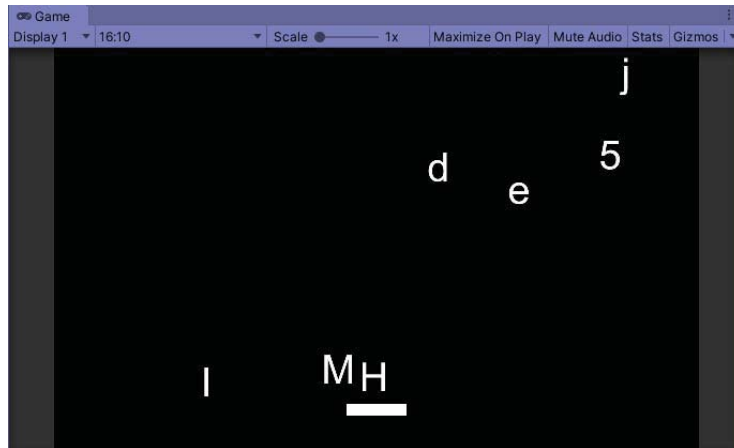 Game
Display 1 16:10 Scale 1x Maximize On Play Mute Audio Stats Gizmos
j
5
d
e
M
H